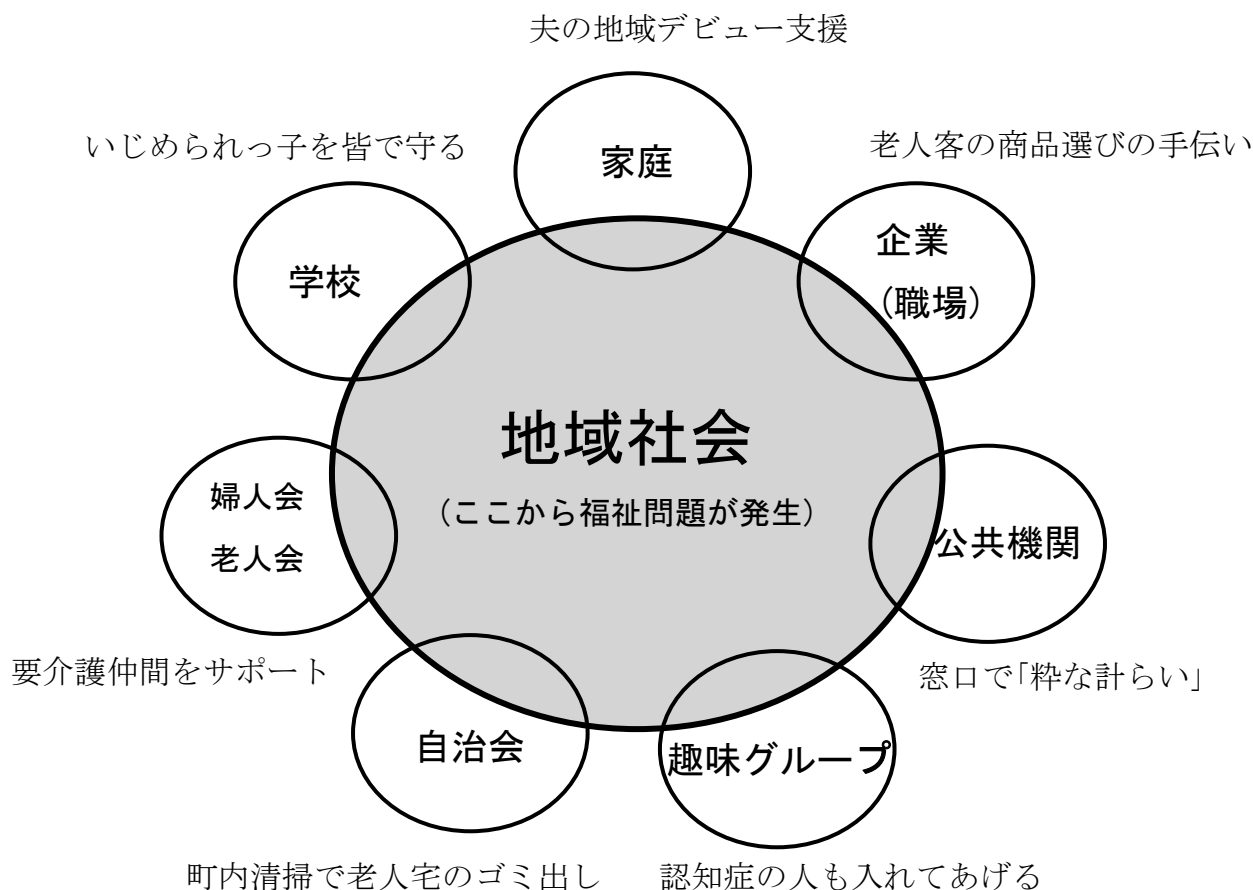 夫の地域デビュー支援
いじめられっ子を皆で守る
家庭
老人客の商品選びの手伝い
学校
企業
(職場)
地域社会
(ここから福祉問題が発生)
婦人会
老人会
公共機関
要介護仲間をサポート
窓口で「粋な計らい」
自治会
趣味グループ
町内清掃で老人宅のゴミ出し
認知症の人も入れてあげる